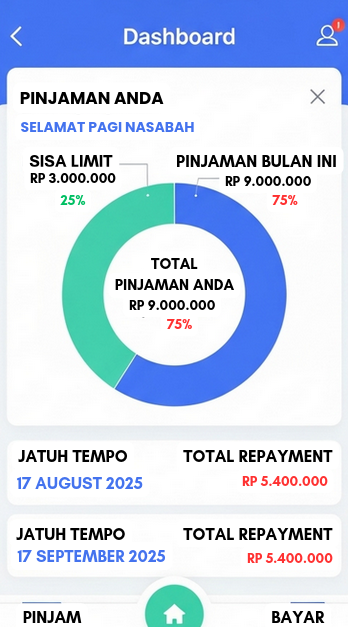 Dashboard
!
PINJAMAN ANDA
SELAMAT PAGI NASABAH
SISA LIMIT
RP 3.000.000
25%
PINJAMAN BULAN INI
RP 9.000.000
75%
TOTAL
PINJAMAN ANDA
RP 9.000.000
75%
JATUH TEMPO
17 AUGUST 2025
TOTAL REPAYMENT
RP 5.400.000
JATUH TEMPO
17 SEPTEMBER 2025
TOTAL REPAYMENT
RP 5.400.000
PINJAM
BAYAR